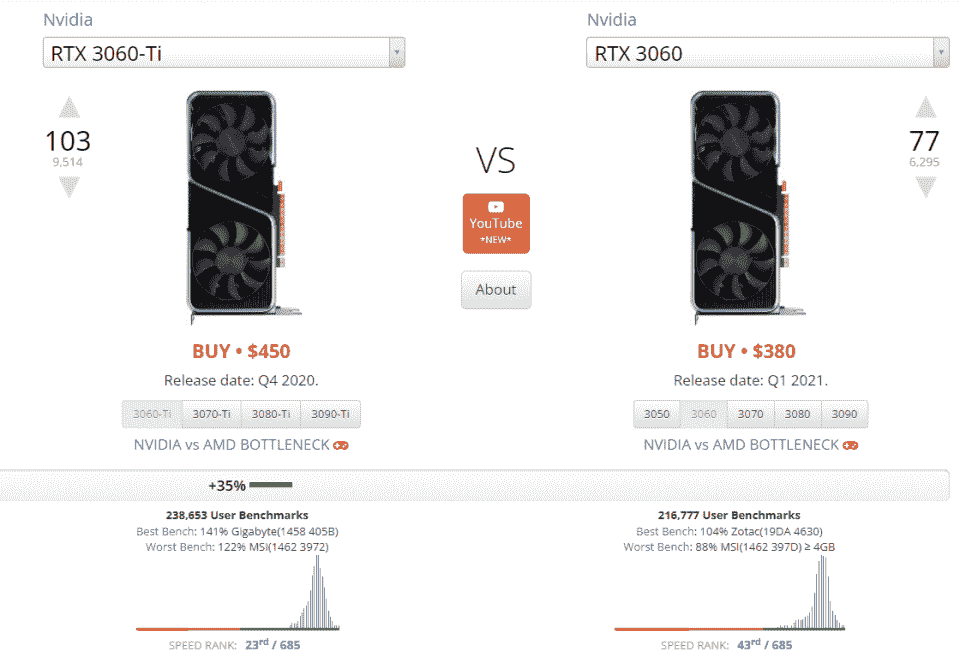 Nvidia
RTX 3060-Ti
103
9,514
BUY • $450
Release date: Q4 2020.
3060-Ti 3070-Ti 3080-Ti 3090-Ti
NVIDIA vs AMD BOTTLENECK
VS
YouTube
*NEW*
About
Nvidia
RTX 3060
77
6,295
BUY • $380
Release date: Q1 2021.
3050 3060 3070 3080 3090
NVIDIA vs AMD BOTTLENECK
+35%
238,653 User Benchmarks
Best Bench: 141% Gigabyte(1458 405B)
Worst Bench: 122% MSI(1462 3972)
SPEED RANK: 23rd / 685
216,777 User Benchmarks
Best Bench: 104% Zotac(19DA 4630)
Worst Bench: 88% MSI(1462 397D) ≥ 4GB
SPEED RANK: 43rd / 685